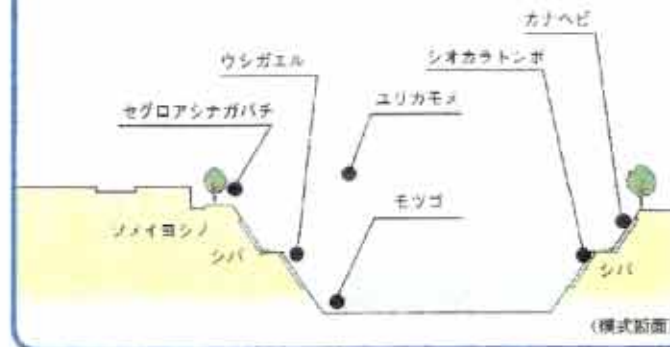 カナヘビ
ウシガエル
シオカラトンボ
セグロアシナガバチ
ユリカモメ
モツゴ
ソメイヨシノ
シバ
シバ
(模式断面